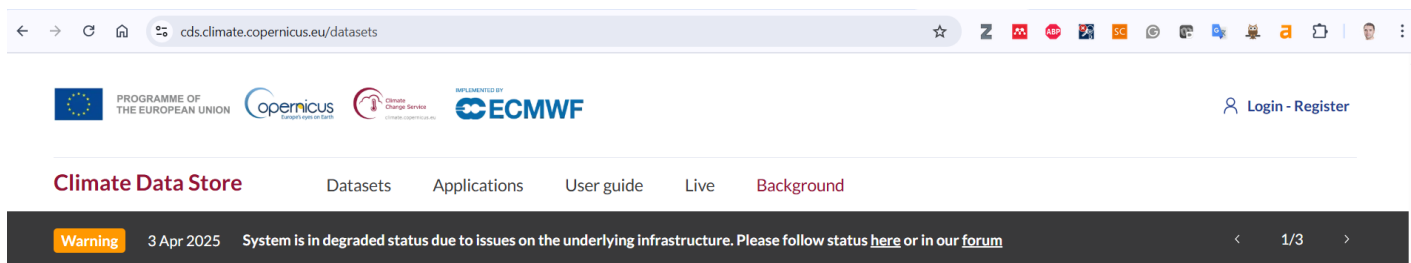 cds.climate.copernicus.eu/datasets
PROGRAMME OF
THE EUROPEAN UNION
opernicus
Europe's eyes on Earth
Climate
Change Service
climate.copernicus.eu
IMPLEMENTED BY
ECMWF
Login - Register
Climate Data Store Datasets Applications User guide Live Background
Warning 3 Apr 2025 System is in degraded status due to issues on the underlying infrastructure. Please follow status here or in our forum < 1/3 >